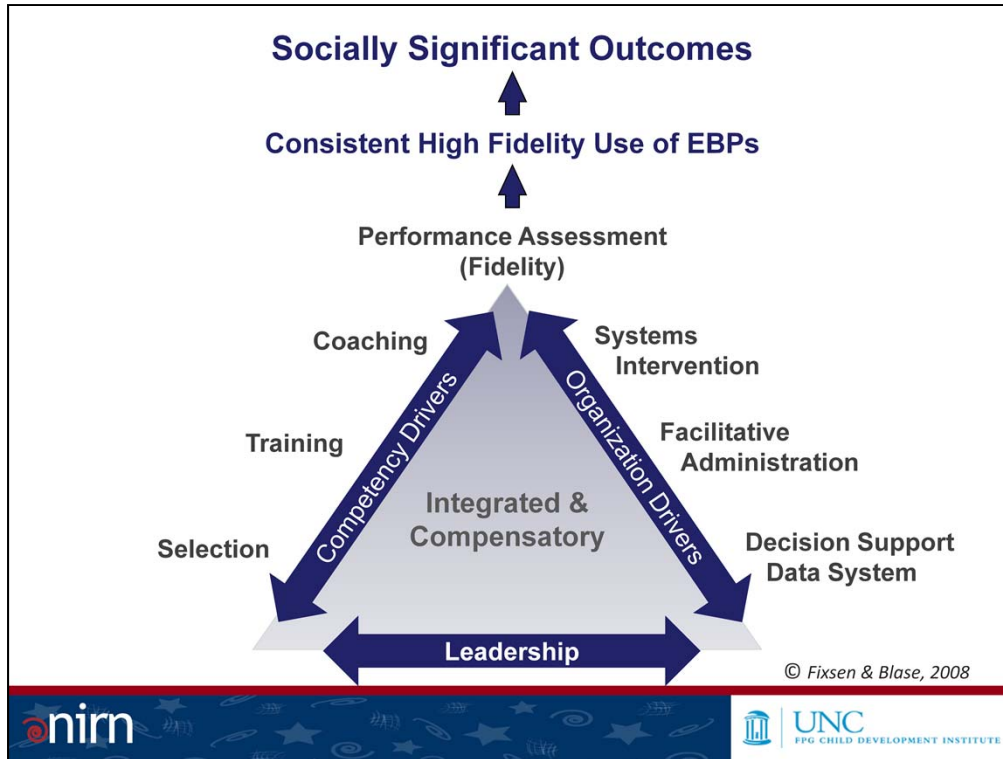 Socially Significant Outcomes
Consistent High Fidelity Use of EBPs
Performance Assessment
(Fidelity)
Coaching
Training
Selection
Competency Drivers
Integrated &
Compensatory
Organization Drivers
Systems
Intervention
Facilitative
Administration
Decision Support
Data System
Leadership
© Fixsen & Blase, 2008
nirn
UNC
FPG CHILD DEVELOPMENT INSTITUTE